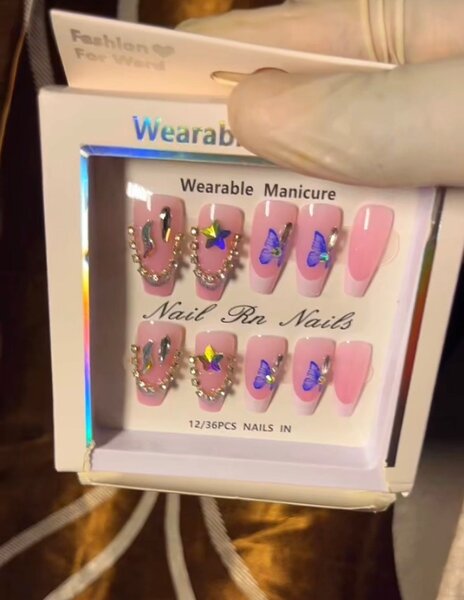 Fashion
For Ward
Wearabl
Wearable Manicure
Nail Rn Nails
12/36PCS NAILS IN